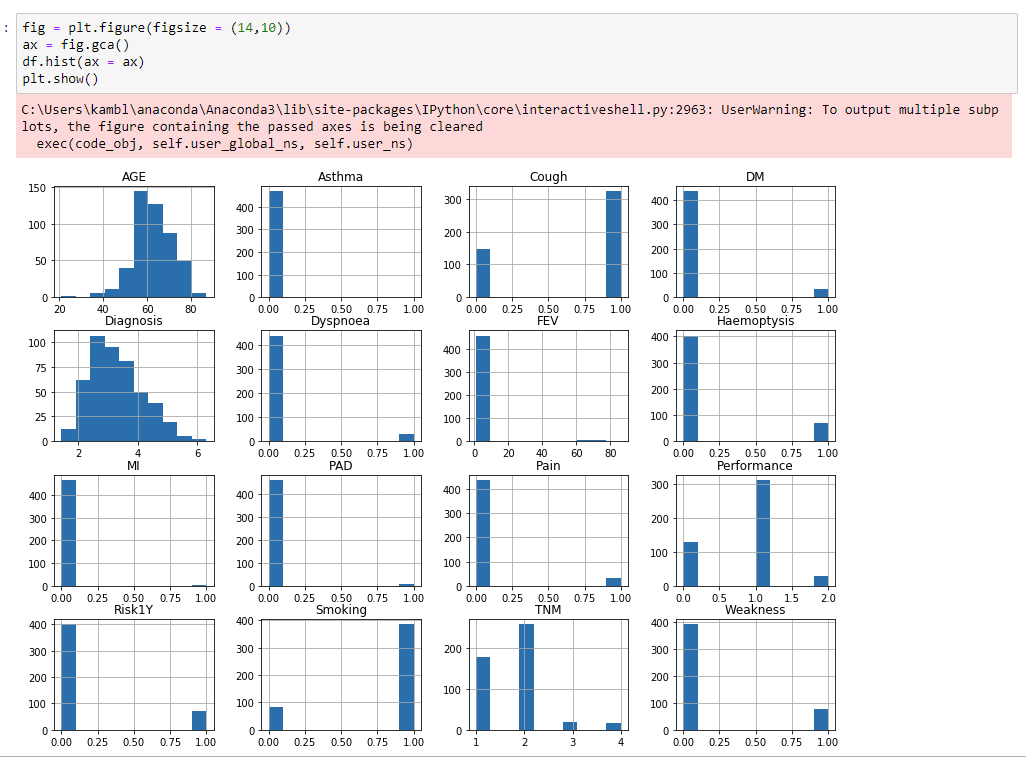 : fig = plt.figure(figsize = (14,10))
ax = fig.gca()
df.hist(ax = ax)
plt.show()
C:\Users\kambl\anaconda\Anaconda3\lib\site-packages\IPython\core\interactiveshell.py:2963: UserWarning: To output multiple subp
lots, the figure containing the passed axes is being cleared
  exec(code_obj, self.user_global_ns, self.user_ns)
AGE
150
100
50
0
20 40 60 80
Asthma
400
300
200
100
0
0.00 0.25 0.50 0.75 1.00
Cough
300
200
100
0
0.00 0.25 0.50 0.75 1.00
DM
400
300
200
100
0
0.00 0.25 0.50 0.75 1.00
Diagnosis
100
75
50
25
0
2 4 6
Dyspnoea
400
300
200
100
0
0.00 0.25 0.50 0.75 1.00
FEV
400
300
200
100
0
0 20 40 60 80
Haemoptysis
400
300
200
100
0
0.00 0.25 0.50 0.75 1.00
MI
400
300
200
100
0
0.00 0.25 0.50 0.75 1.00
PAD
400
300
200
100
0
0.00 0.25 0.50 0.75 1.00
Pain
400
300
200
100
0
0.00 0.25 0.50 0.75 1.00
Performance
300
200
100
0
0.0 0.5 1.0 1.5 2.0
Risk1Y
400
300
200
100
0
0.00 0.25 0.50 0.75 1.00
Smoking
400
300
200
100
0
0.00 0.25 0.50 0.75 1.00
TNM
200
100
0
1 2 3 4
Weakness
400
300
200
100
0
0.00 0.25 0.50 0.75 1.00